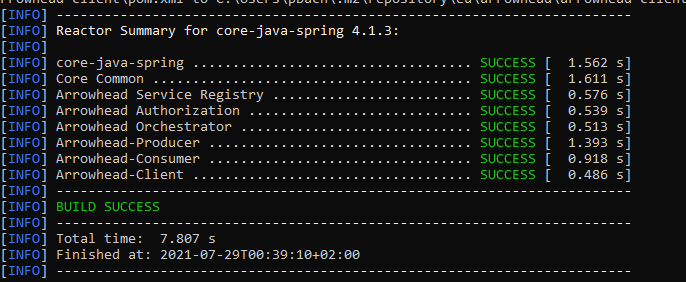 [INFO] ------------------------------------------------------------------------
[INFO] Reactor Summary for core-java-spring 4.1.3:
[INFO]
[INFO] core-java-spring ................................... SUCCESS [  1.562 s]
[INFO] Core Common ........................................ SUCCESS [  1.611 s]
[INFO] Arrowhead Service Registry ......................... SUCCESS [  0.576 s]
[INFO] Arrowhead Authorization ............................ SUCCESS [  0.539 s]
[INFO] Arrowhead Orchestrator ............................. SUCCESS [  0.513 s]
[INFO] Arrowhead-Producer ................................. SUCCESS [  1.393 s]
[INFO] Arrowhead-Consumer ................................. SUCCESS [  0.918 s]
[INFO] Arrowhead-Client ................................... SUCCESS [  0.486 s]
[INFO] ------------------------------------------------------------------------
[INFO] BUILD SUCCESS
[INFO] ------------------------------------------------------------------------
[INFO] Total time:  7.807 s
[INFO] Finished at: 2021-07-29T00:39:10+02:00
[INFO] ------------------------------------------------------------------------